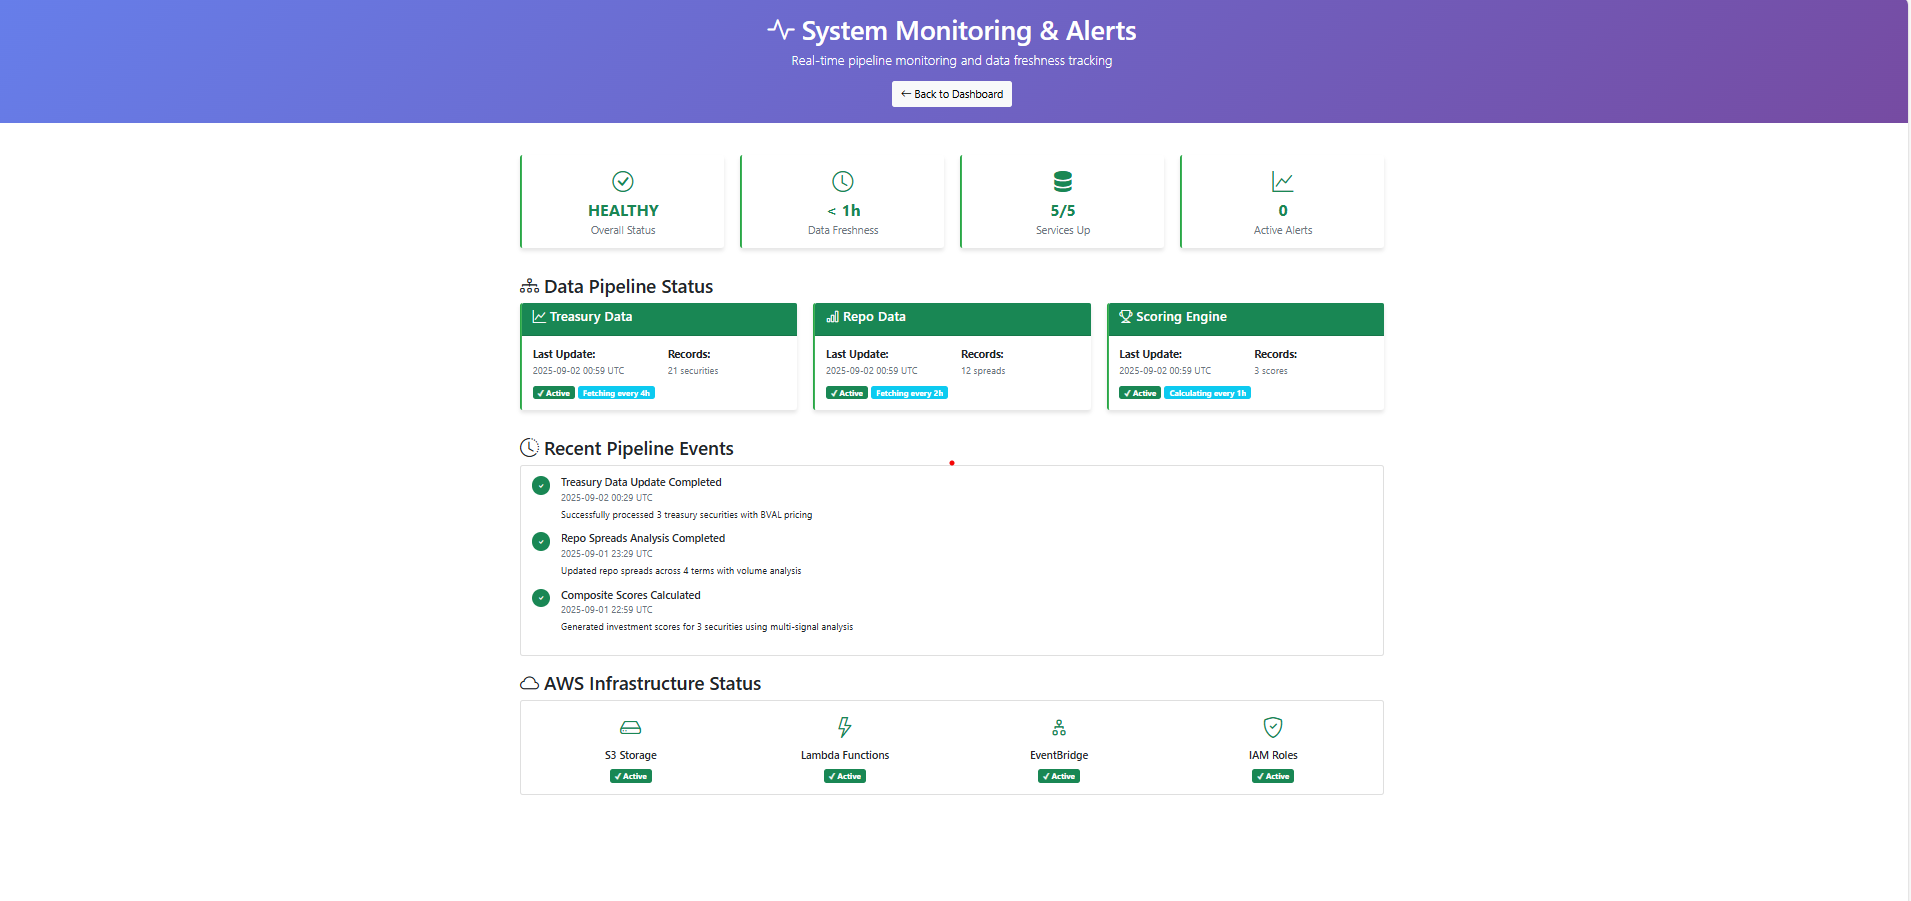 System Monitoring & Alerts
Real-time pipeline monitoring and data freshness tracking
← Back to Dashboard
HEALTHY
Overall Status
< 1h
Data Freshness
5/5
Services Up
0
Active Alerts
Data Pipeline Status
Treasury Data
Last Update:
2025-09-02 00:59 UTC
Records:
21 securities
✓ Active
Fetching every 4h
Repo Data
Last Update:
2025-09-02 00:59 UTC
Records:
12 spreads
✓ Active
Fetching every 2h
Scoring Engine
Last Update:
2025-09-02 00:59 UTC
Records:
3 scores
✓ Active
Calculating every 1h
Recent Pipeline Events
Treasury Data Update Completed
2025-09-02 00:29 UTC
Successfully processed 3 treasury securities with BVAL pricing
Repo Spreads Analysis Completed
2025-09-01 23:29 UTC
Updated repo spreads across 4 terms with volume analysis
Composite Scores Calculated
2025-09-01 22:59 UTC
Generated investment scores for 3 securities using multi-signal analysis
AWS Infrastructure Status
S3 Storage
✓ Active
Lambda Functions
✓ Active
EventBridge
✓ Active
IAM Roles
✓ Active